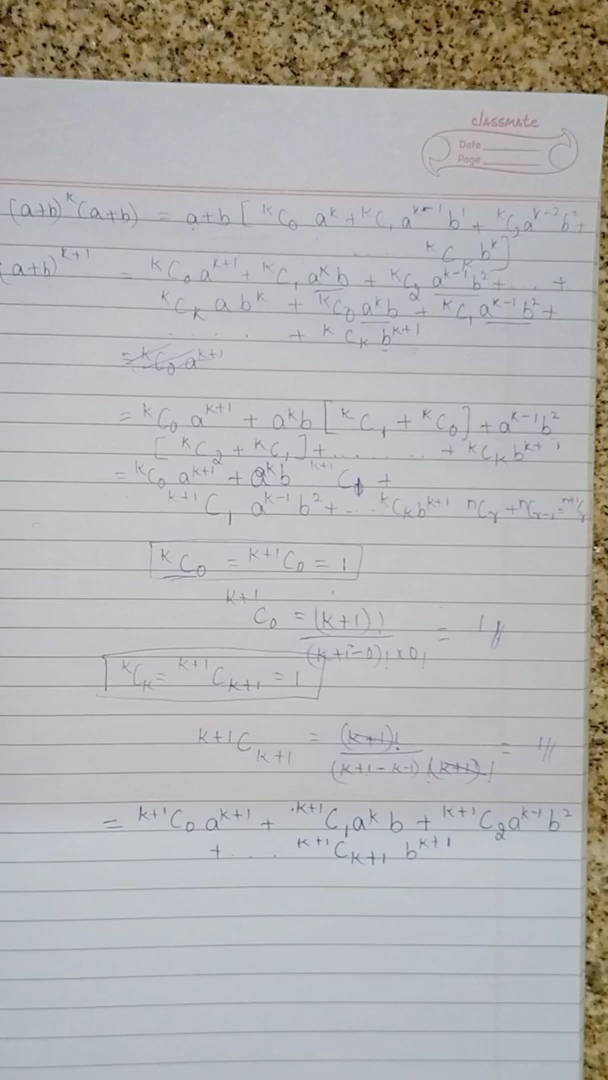 classmate
Date
Page
(a+b)^k (a+b) = a+b [ ^kC_0 a^k + ^kC_1 a^{k-1} b^1 + ^kC_2 a^{k-2} b^2 +
..... ^kC_k b^k ]
(a+b)^{k+1} = ^kC_0 a^{k+1} + ^kC_1 a^k b + ^kC_2 a^{k-1} b^2 + ... +
^kC_k a b^k + ^kC_0 a^k b + ^kC_1 a^{k-1} b^2 +
........ + ^kC_k b^{k+1}
= ^kC_0 a^{k+1}
= ^kC_0 a^{k+1} + a^k b [ ^kC_1 + ^kC_0 ] + a^{k-1} b^2
[ ^kC_2 + ^kC_1 ] + ........ + ^kC_k b^{k+1}
= ^kC_0 a^{k+1} + a^k b ^{k+1}C_1 +
^{k+1}C_1 a^{k-1} b^2 + ... ^kC_k b^{k+1} ^nC_r + ^nC_{r-1} = ^{n+1}C_r
^kC_0 = ^{k+1}C_0 = 1
^{k+1}C_0 = (k+1)! / (k+1-0)! x 0! = 1//
^kC_k = ^{k+1}C_{k+1} = 1
^{k+1}C_{k+1} = (k+1)! / (k+1-k-1) (k+1)! = 1//
= ^{k+1}C_0 a^{k+1} + ^{k+1}C_1 a^k b + ^{k+1}C_2 a^{k-1} b^2
+ .... ^{k+1}C_{k+1} b^{k+1}